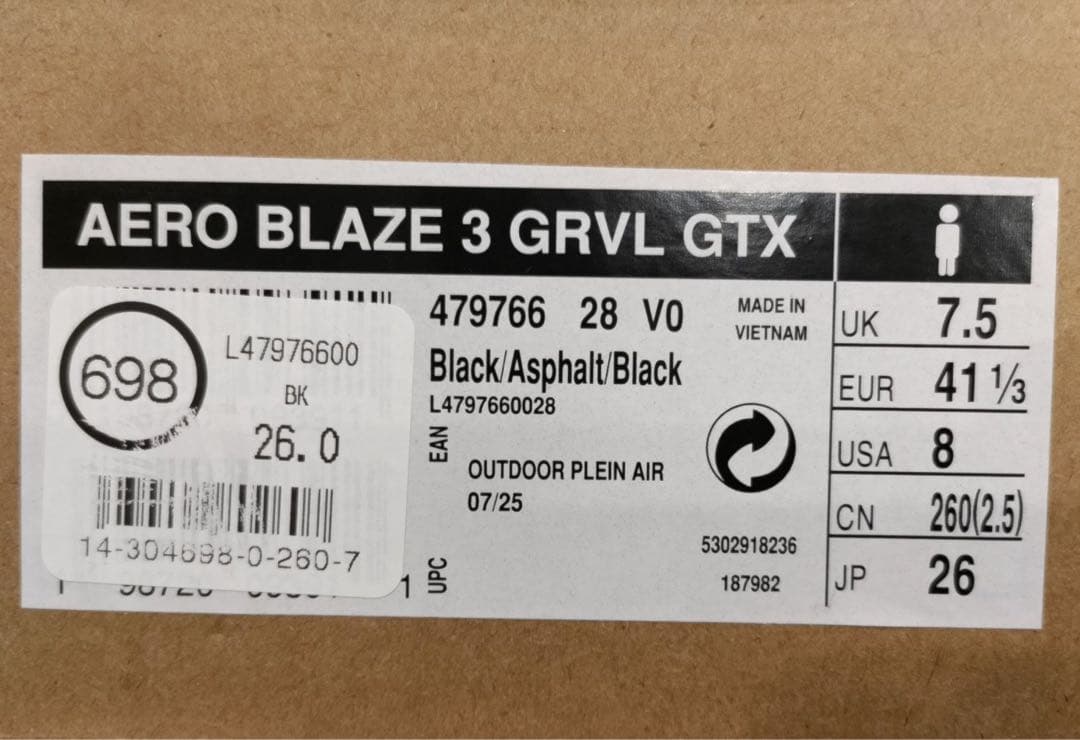 AERO BLAZE 3 GRVL GTX
698
L47976600
BK
26.0
14-304698-0-260-7
1
479766 28 V0
Black/Asphalt/Black
L4797660028
EAN
OUTDOOR PLEIN AIR
07/25
UPC
MADE IN
VIETNAM
5302918236
187982
UK 7.5
EUR 41 ⅓
USA 8
CN 260(2.5)
JP 26